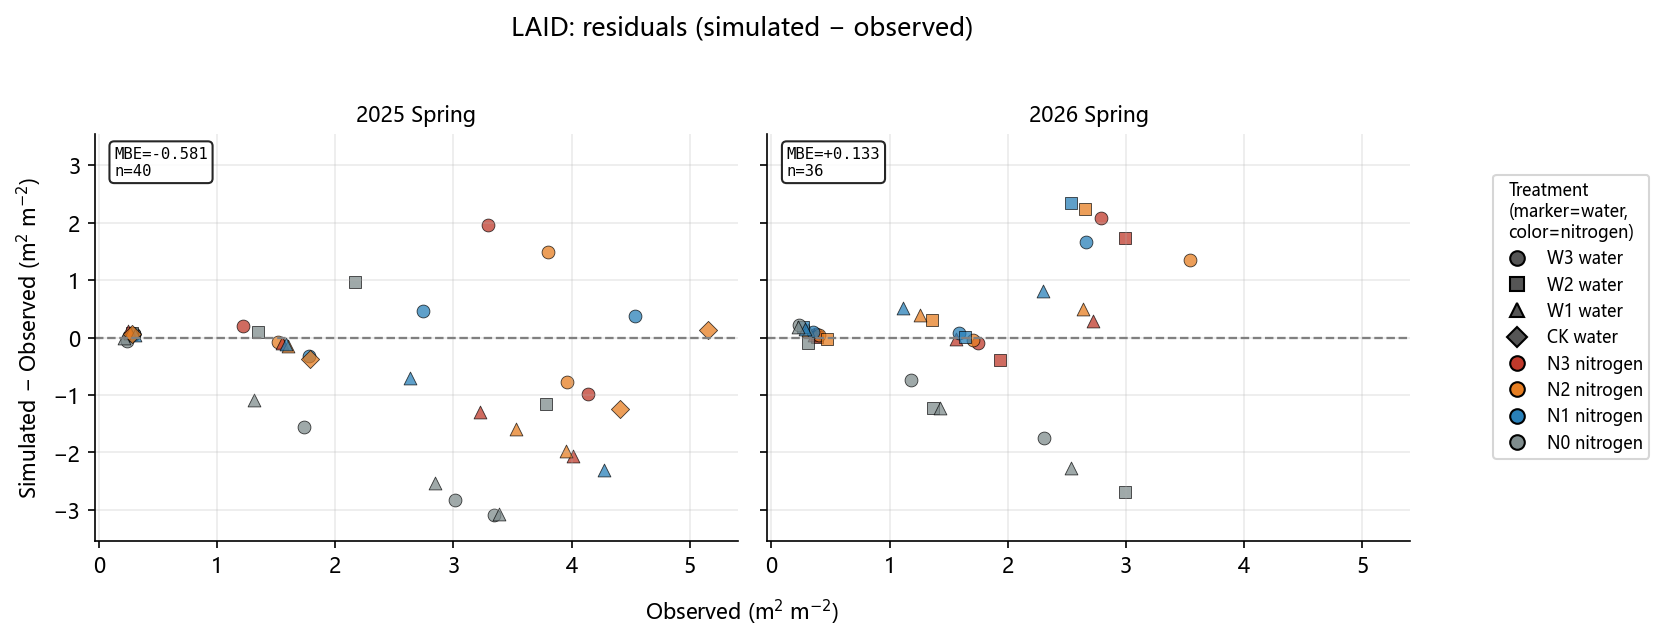 LAID: residuals (simulated − observed)
2025 Spring
2026 Spring
MBE=-0.581
n=40
MBE=+0.133
n=36
Simulated − Observed (m² m⁻²)
3
2
1
0
−1
−2
−3
0 1 2 3 4 5
0 1 2 3 4 5
Observed (m² m⁻²)
Treatment
(marker=water,
color=nitrogen)
W3 water
W2 water
W1 water
CK water
N3 nitrogen
N2 nitrogen
N1 nitrogen
N0 nitrogen